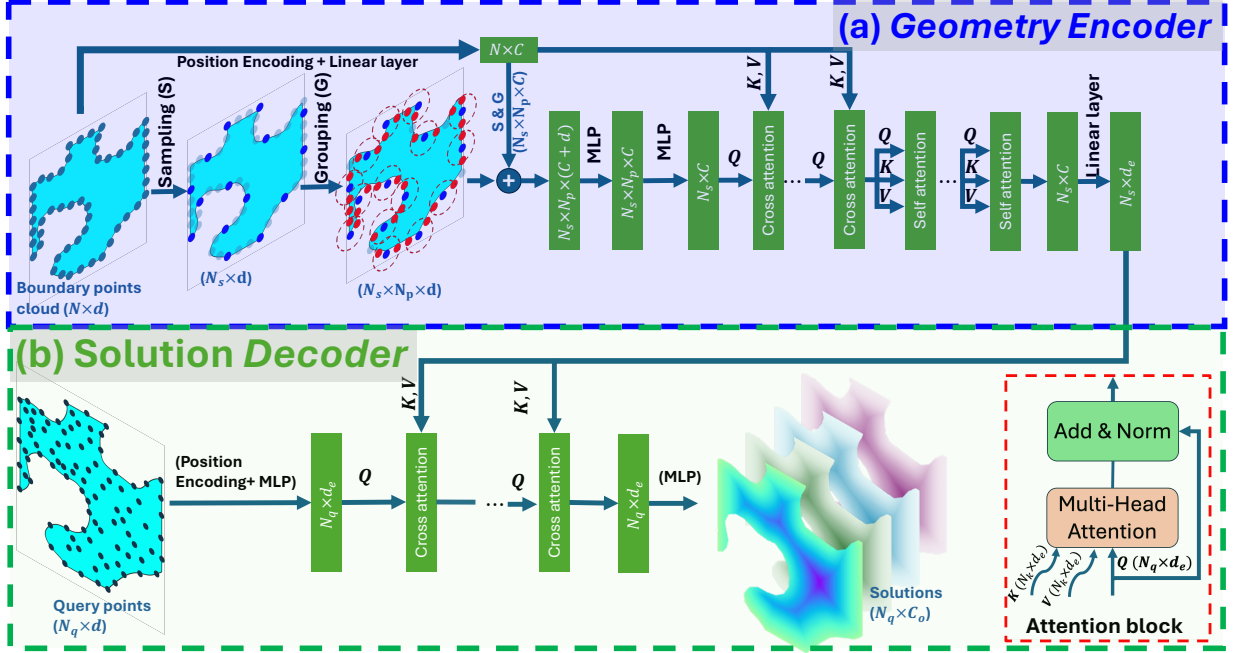 (a) Geometry Encoder
N×C
Position Encoding + Linear layer
K, V
K, V
Sampling (S)
Grouping (G)
S & G
(N_s×N_p×C)
Linear layer
N_s×N_p×(C + d)
MLP
N_s×N_p×C
MLP
N_s×C
Q
Cross attention
...
Q
Cross attention
Q
K
V
Self attention
...
Q
K
V
Self attention
N_s×C
N_s×d_e
+
Boundary points
cloud (N×d)
(N_s×d)
(N_s×N_p×d)
(b) Solution Decoder
K, V
K, V
(Position
Encoding+ MLP)
N_q×d_e
Q
Cross attention
...
Q
Cross attention
N_q×d_e
(MLP)
Query points
(N_q×d)
Solutions
(N_q×C_o)
Add & Norm
Multi-Head
Attention
K (N_k×d_e)
V (N_k×d_e)
Q (N_q×d_e)
Attention block